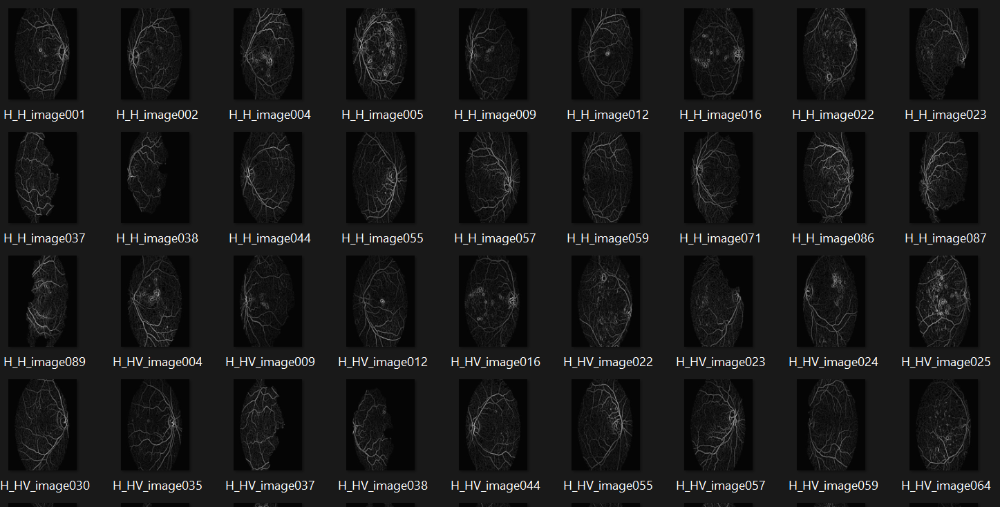 H_H_image001 H_H_image002 H_H_image004 H_H_image005 H_H_image009 H_H_image012 H_H_image016 H_H_image022 H_H_image023
H_H_image037 H_H_image038 H_H_image044 H_H_image055 H_H_image057 H_H_image059 H_H_image071 H_H_image086 H_H_image087
H_H_image089 H_HV_image004 H_HV_image009 H_HV_image012 H_HV_image016 H_HV_image022 H_HV_image023 H_HV_image024 H_HV_image025
H_HV_image030 H_HV_image035 H_HV_image037 H_HV_image038 H_HV_image044 H_HV_image055 H_HV_image057 H_HV_image059 H_HV_image064